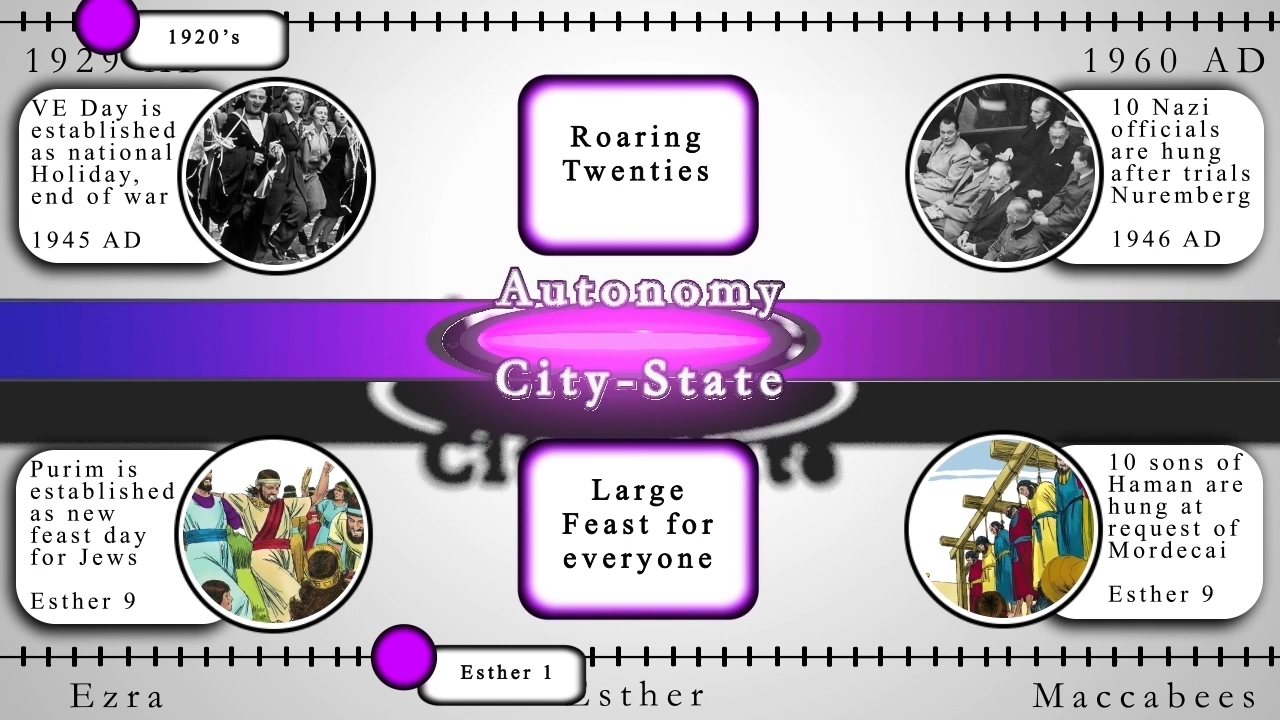 1920's
1929 AD
1960 AD
VE Day is
established
as national
Holiday,
end of war
1945 AD
Roaring
Twenties
10 Nazi
officials
are hung
after trials
Nuremberg
1946 AD
Autonomy
City-State
Purim is
established
as new
feast day
for Jews
Esther 9
Large
Feast for
everyone
10 sons of
Haman are
hung at
request of
Mordecai
Esther 9
Esther 1
Ezra
Esther
Maccabees